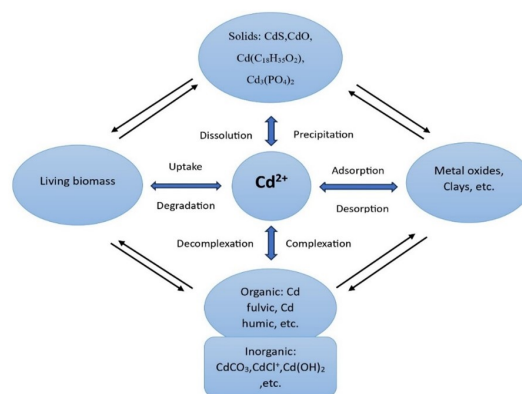 Solids: CdS,CdO,
Cd(C₁₈H₃₅O₂),
Cd₃(PO₄)₂
Dissolution
Precipitation
Living biomass
Uptake
Degradation
Cd²⁺
Adsorption
Desorption
Metal oxides,
Clays, etc.
Decomplexation
Complexation
Organic: Cd
fulvic, Cd
humic, etc.
Inorganic:
CdCO₃,CdCl⁺,Cd(OH)₂
,etc.